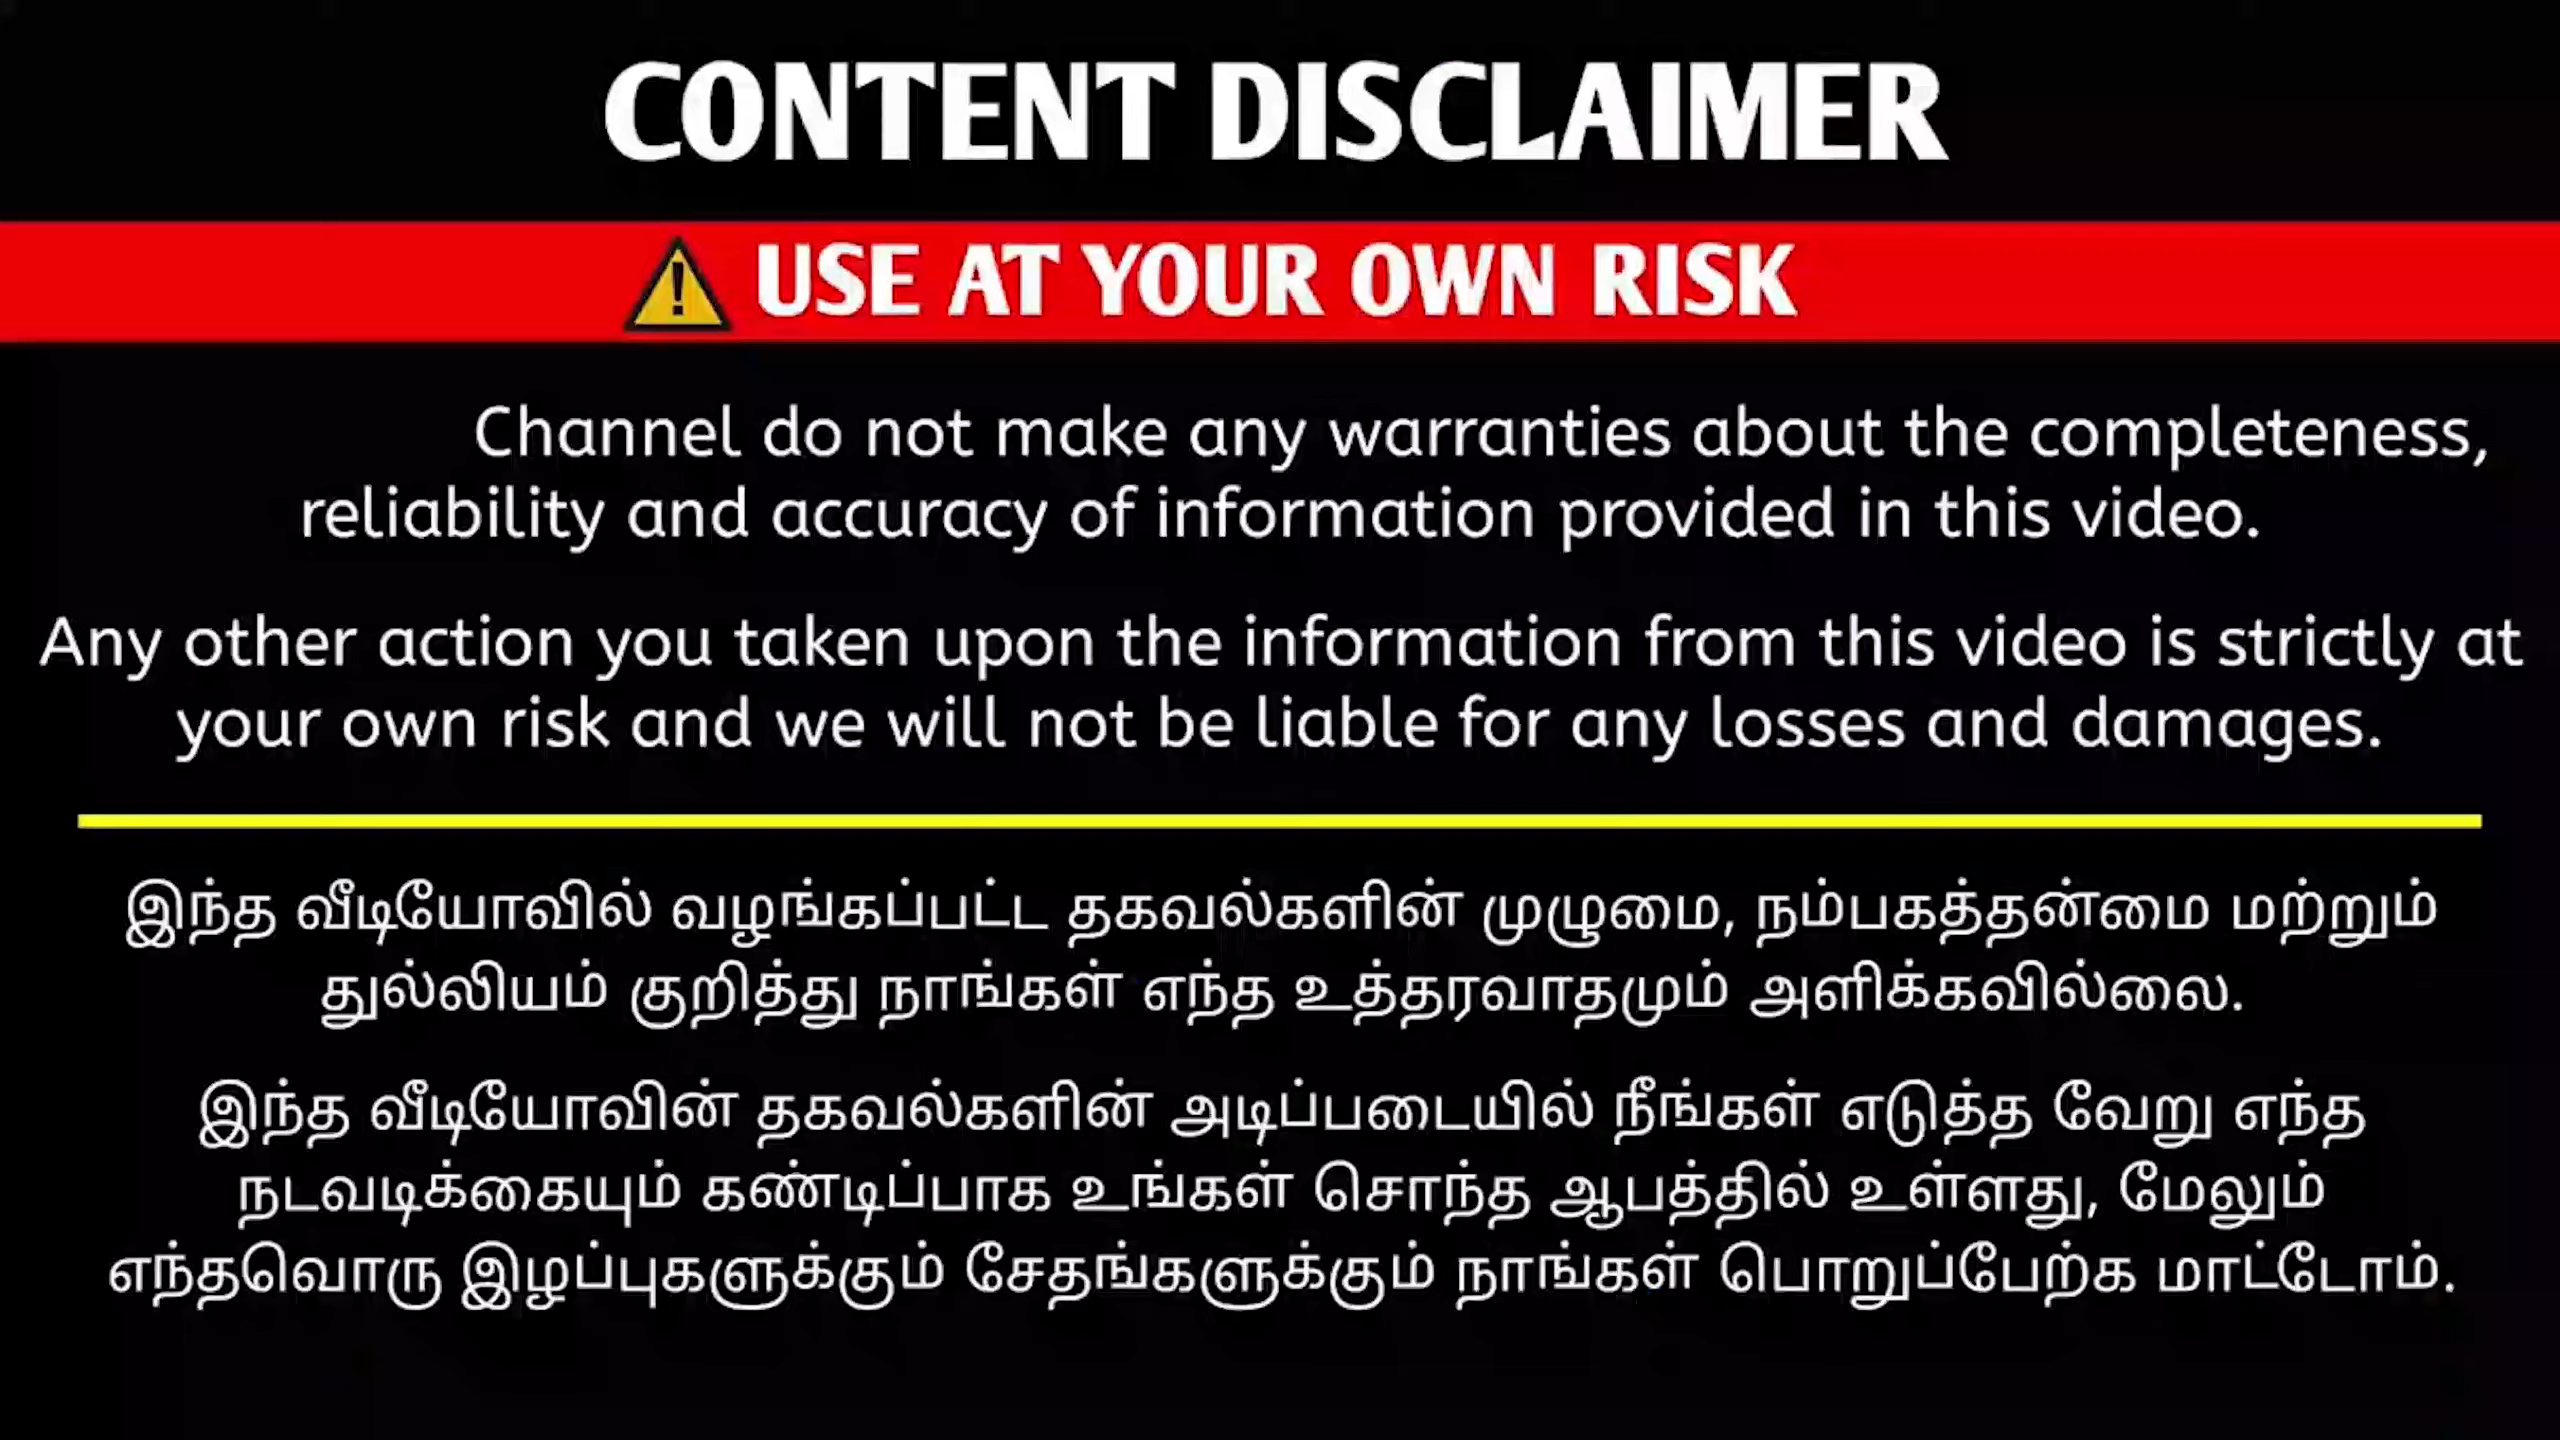 CONTENT DISCLAIMER
USE AT YOUR OWN RISK
Channel do not make any warranties about the completeness,
reliability and accuracy of information provided in this video.
Any other action you taken upon the information from this video is strictly at
your own risk and we will not be liable for any losses and damages.
இந்த வீடியோவில் வழங்கப்பட்ட தகவல்களின் முழுமை, நம்பகத்தன்மை மற்றும்
துல்லியம் குறித்து நாங்கள் எந்த உத்தரவாதமும் அளிக்கவில்லை.
இந்த வீடியோவின் தகவல்களின் அடிப்படையில் நீங்கள் எடுத்த வேறு எந்த
நடவடிக்கையும் கண்டிப்பாக உங்கள் சொந்த ஆபத்தில் உள்ளது, மேலும்
எந்தவொரு இழப்புகளுக்கும் சேதங்களுக்கும் நாங்கள் பொறுப்பேற்க மாட்டோம்.